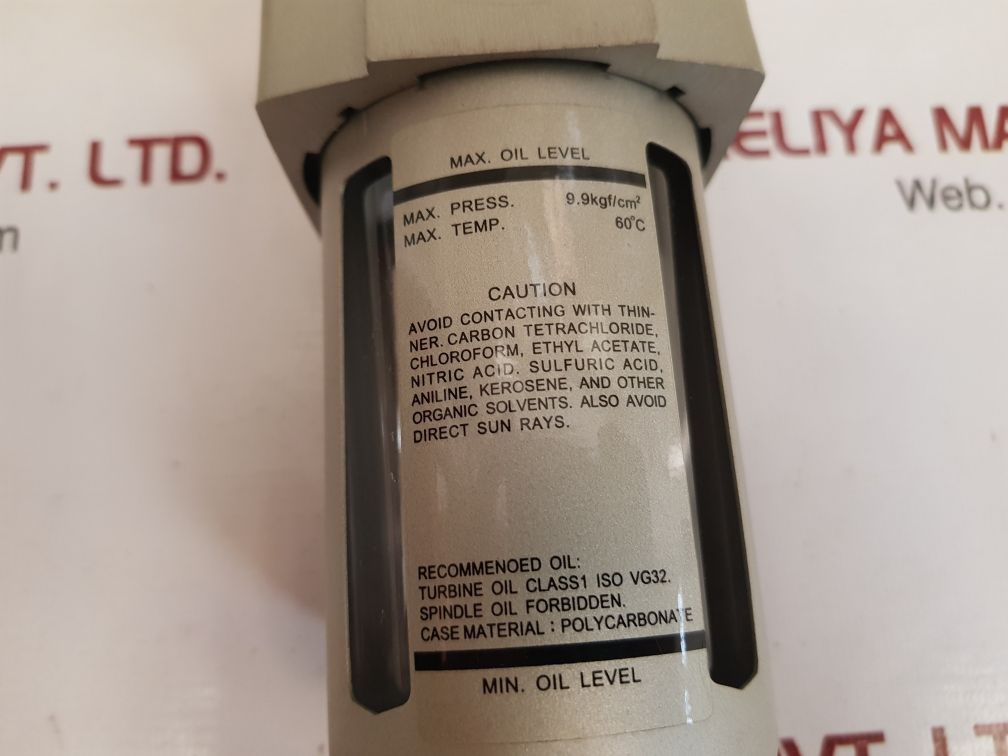 VT. LTD.
ELIYA MA
Web.
m
MAX. OIL LEVEL
MAX. PRESS. 9.9kgf/cm²
MAX. TEMP. 60°C
CAUTION
AVOID CONTACTING WITH THIN-
NER. CARBON TETRACHLORIDE,
CHLOROFORM, ETHYL ACETATE,
NITRIC ACID. SULFURIC ACID,
ANILINE, KEROSENE, AND OTHER
ORGANIC SOLVENTS. ALSO AVOID
DIRECT SUN RAYS.
RECOMMENOED OIL:
TURBINE OIL CLASS1 ISO VG32.
SPINDLE OIL FORBIDDEN.
CASE MATERIAL : POLYCARBONATE
MIN. OIL LEVEL
VT. LT